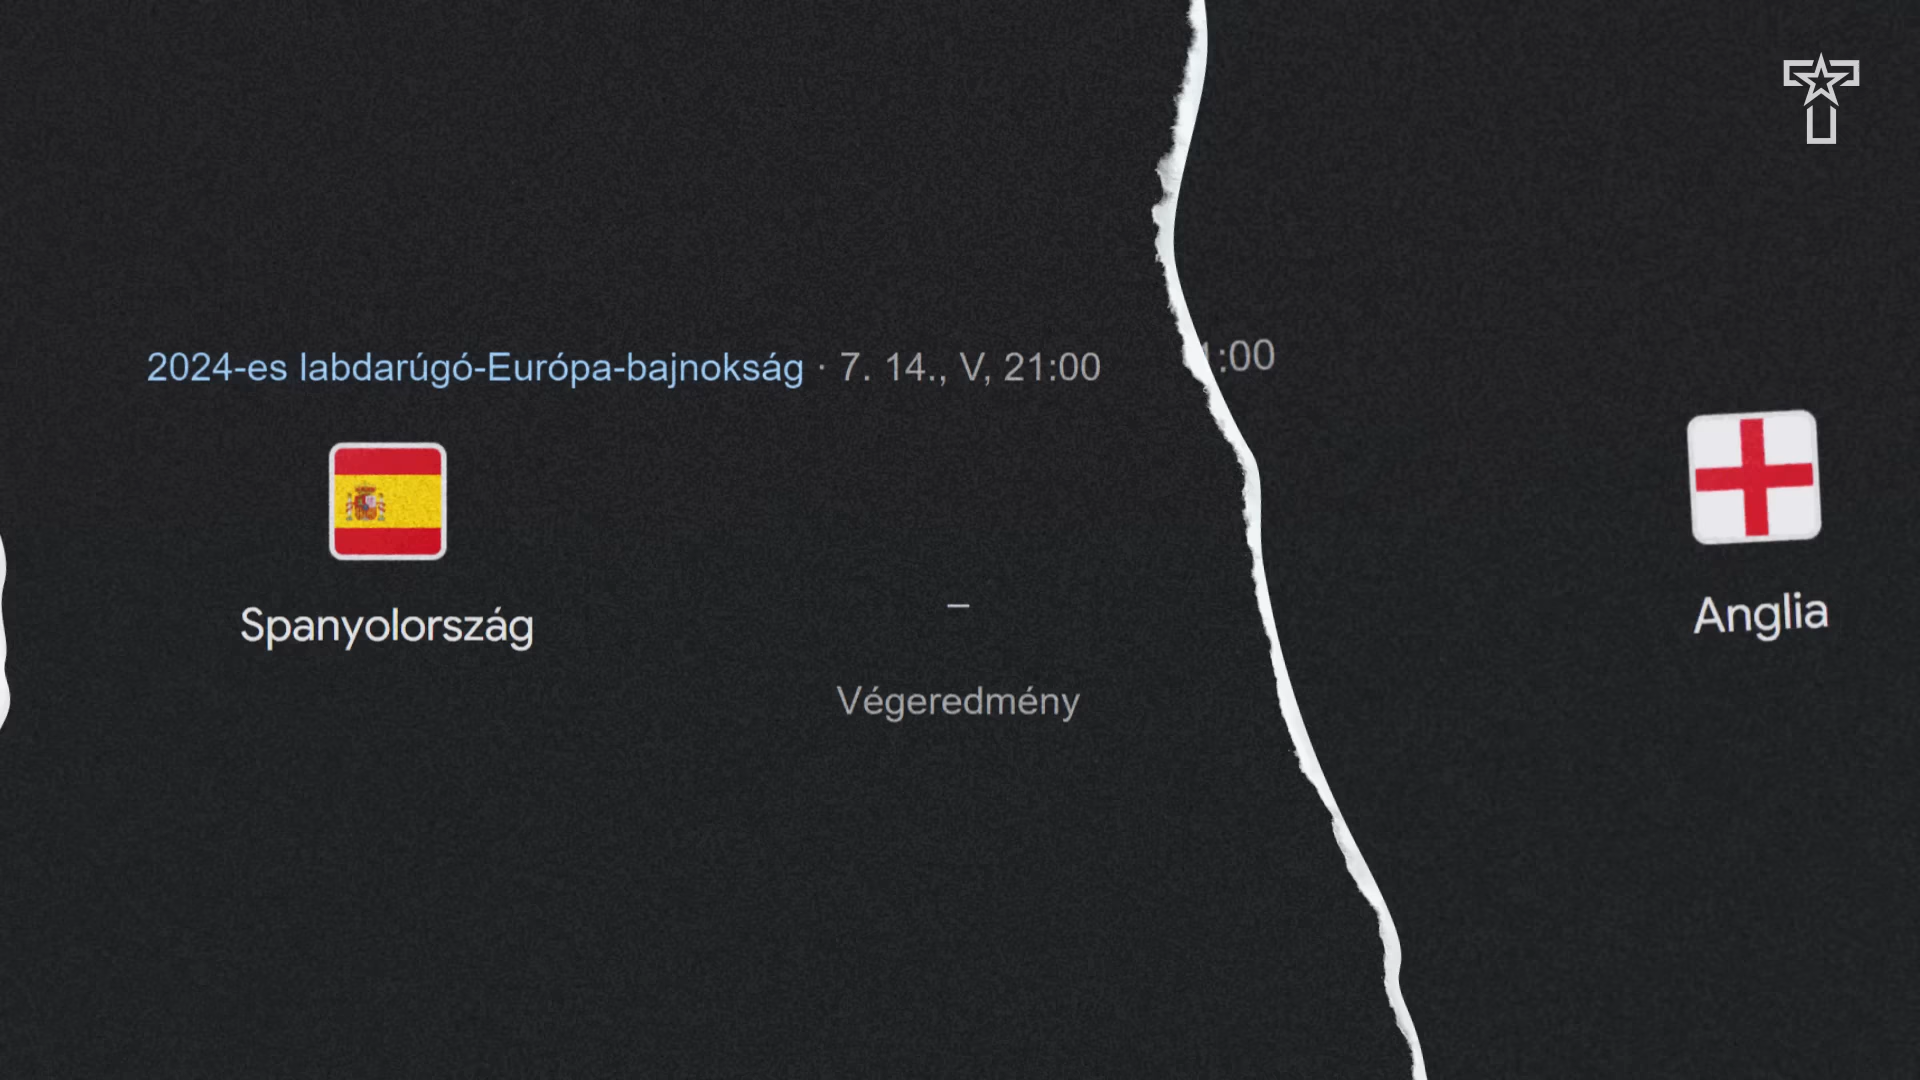 2024-es labdarúgó-Európa-bajnokság · 7. 14., V, 21:00
:00
Spanyolország
–
Anglia
Végeredmény